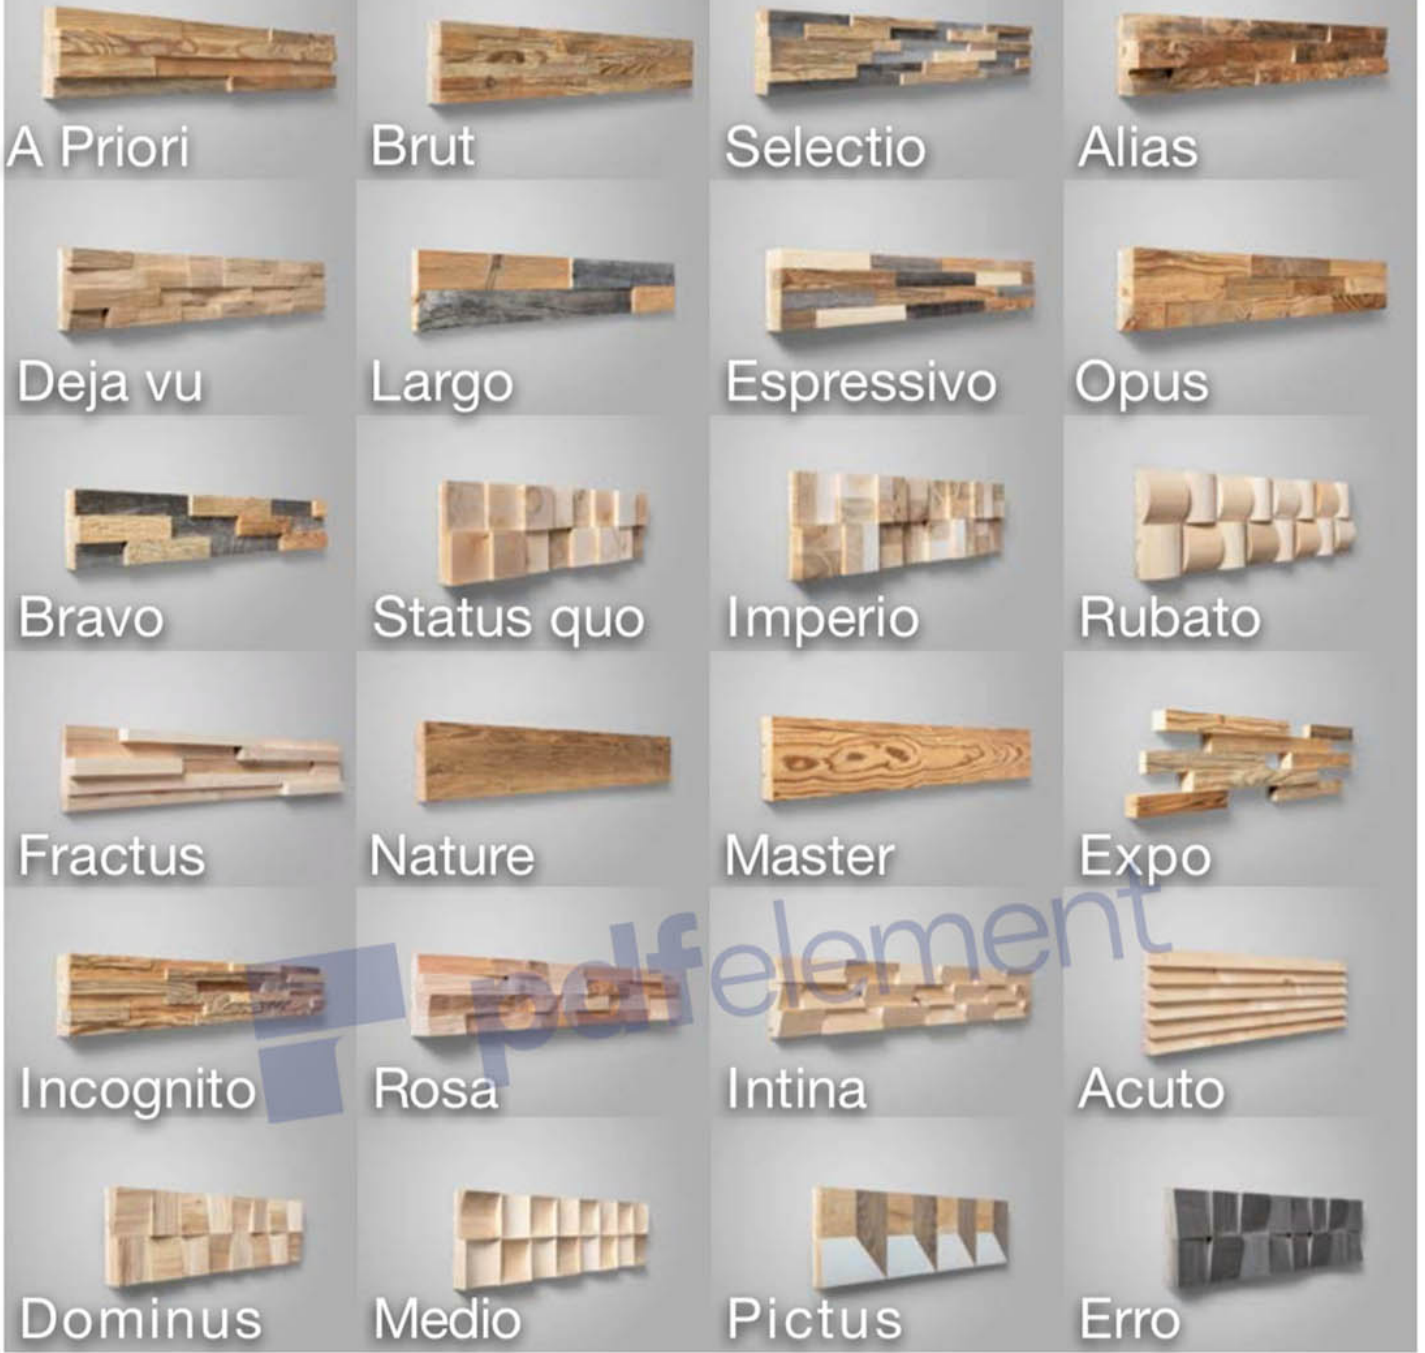 A Priori
Brut
Selectio
Alias
Deja vu
Largo
Espressivo
Opus
Bravo
Status quo
Imperio
Rubato
Fractus
Nature
Master
Expo
pdfelement
Incognito
Rosa
Intina
Acuto
Dominus
Medio
Pictus
Erro